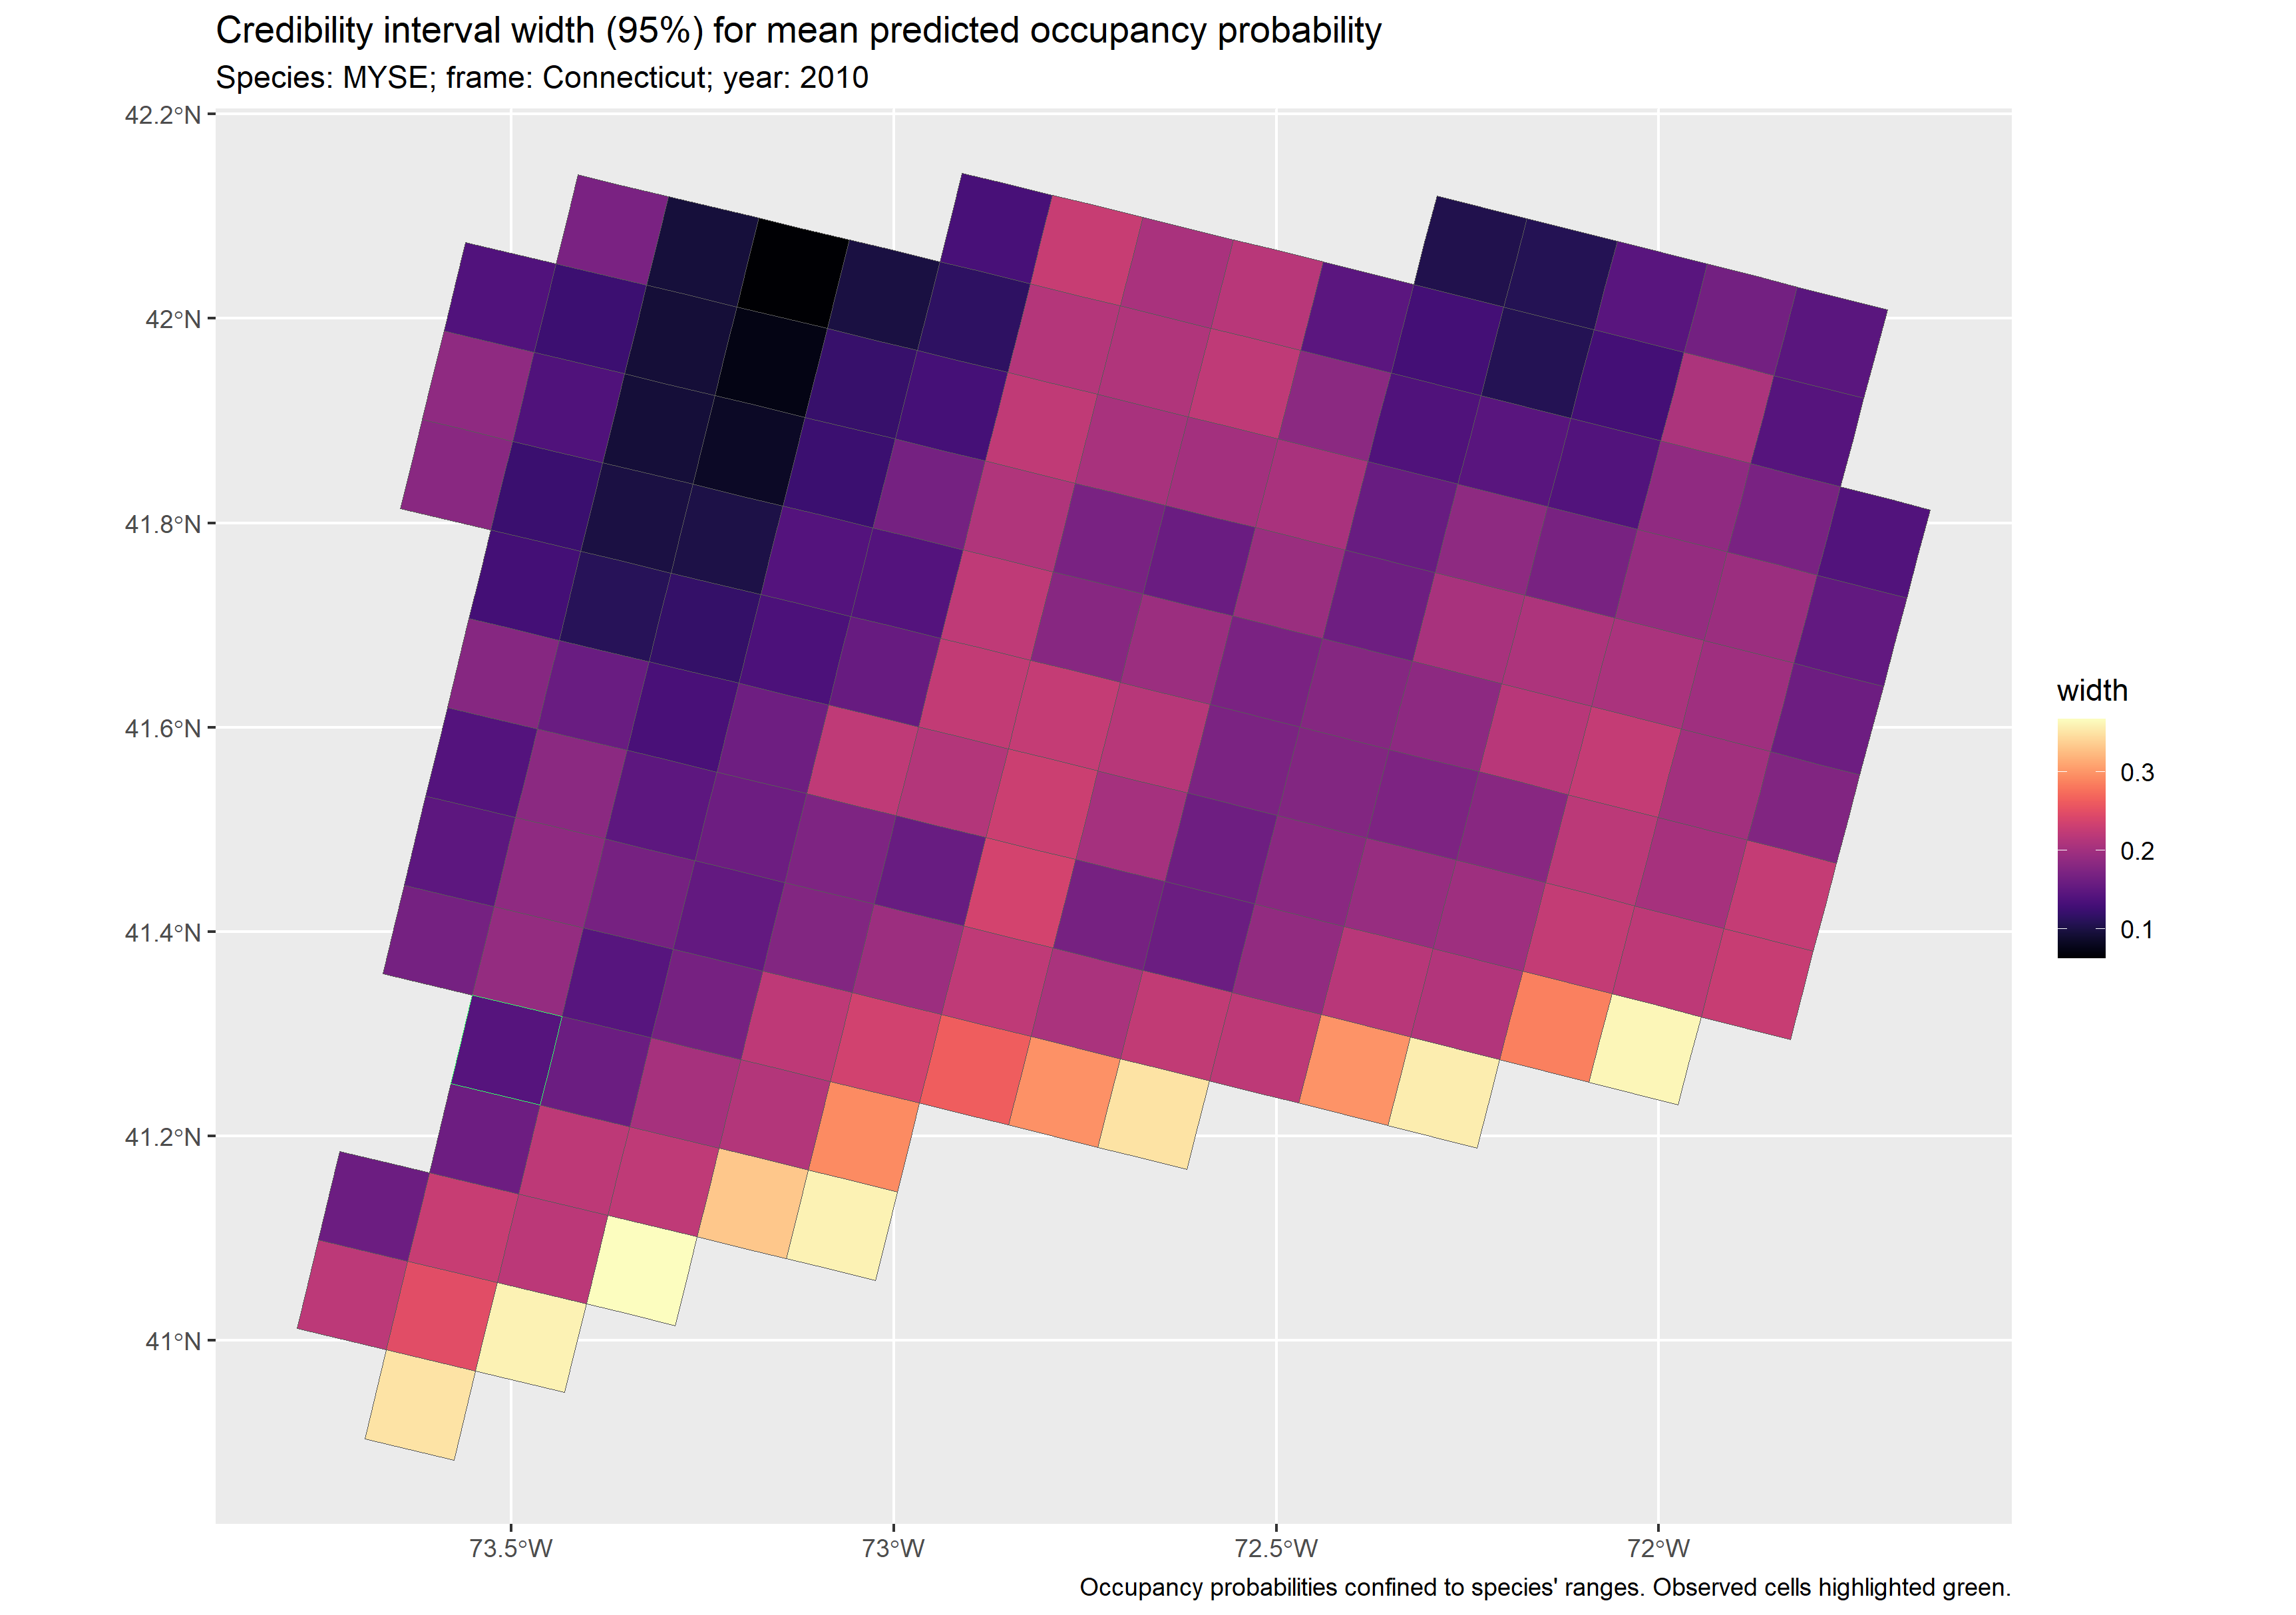 Credibility interval width (95%) for mean predicted occupancy probability
Species: MYSE; frame: Connecticut; year: 2010
42.2°N
42°N
41.8°N
41.6°N
41.4°N
41.2°N
41°N
73.5°W
73°W
72.5°W
72°W
width
0.3
0.2
0.1
Occupancy probabilities confined to species' ranges. Observed cells highlighted green.